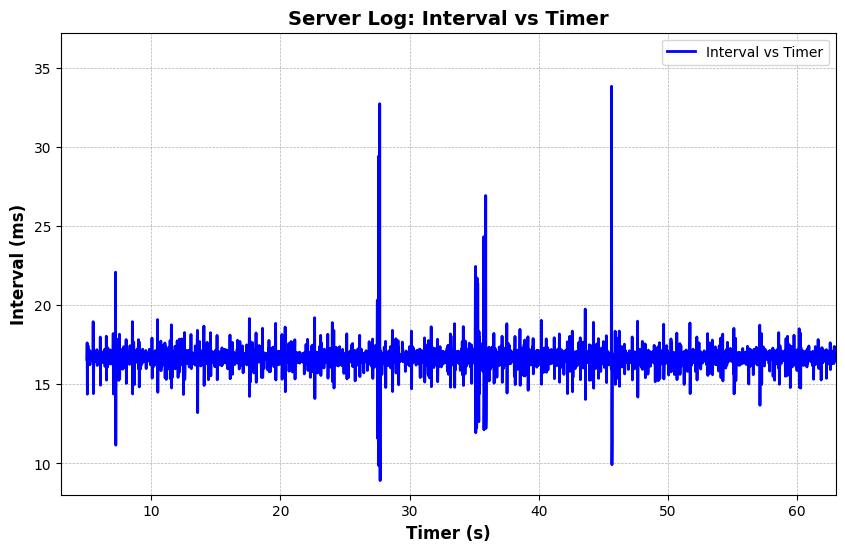 Server Log: Interval vs Timer
Interval vs Timer
35
30
25
20
15
10
Interval (ms)
10 20 30 40 50 60
Timer (s)